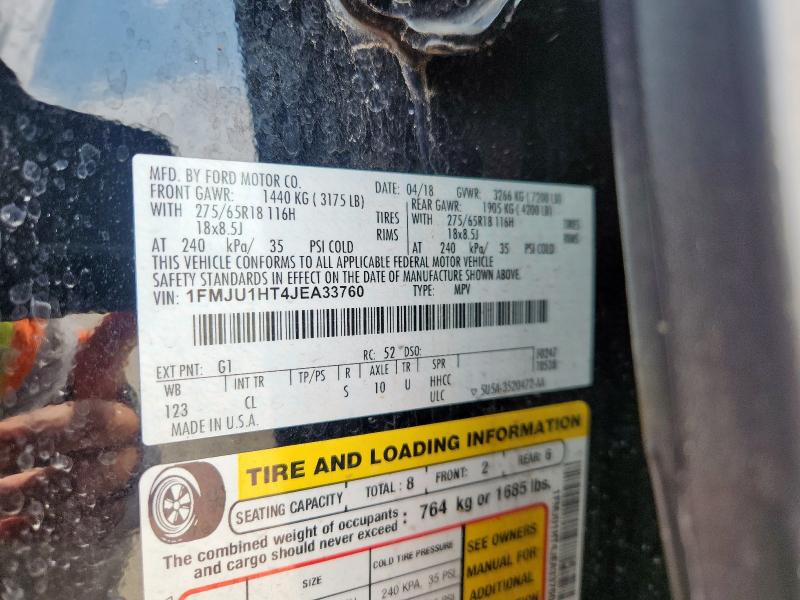 MFD. BY FORD MOTOR CO. DATE: 04/18 GVWR: 3266 KG (7200 LB)
FRONT GAWR: 1440 KG (3175 LB) REAR GAWR: 1905 KG (4200 LB)
WITH 275/65R18 116H TIRES WITH 275/65R18 116H TIRES
18x8.5J RIMS 18x8.5J RIMS
AT 240 kPa/ 35 PSI COLD AT 240 kPa/ 35 PSI COLD
THIS VEHICLE CONFORMS TO ALL APPLICABLE FEDERAL MOTOR VEHICLE
SAFETY STANDARDS IN EFFECT ON THE DATE OF MANUFACTURE SHOWN ABOVE.
VIN: 1FMJU1HT4JEA33760 TYPE: MPV
EXT PNT: G1 RC: 52 DSO: F0247
WB INT TR TP/PS R AXLE TR SPR
123 CL S 10 U HHCC
ULC
MADE IN U.S.A. 5U5A-3520472-AA
TIRE AND LOADING INFORMATION
SEATING CAPACITY TOTAL: 8 FRONT: 2 REAR: 6
The combined weight of occupants
and cargo should never exceed: 764 kg or 1685 lbs.
SIZE COLD TIRE PRESSURE SEE OWNERS
240 KPA, 35 PSI MANUAL FOR
ADDITIONAL